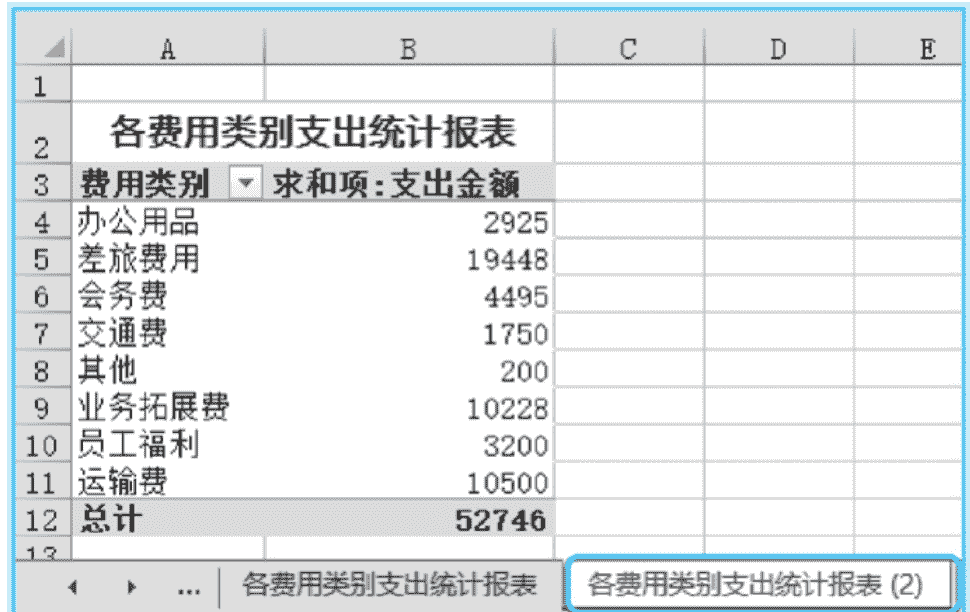 A B C D E
1
2 各费用类别支出统计报表
3 费用类别 求和项:支出金额
4 办公用品 2925
5 差旅费用 19448
6 会务费 4495
7 交通费 1750
8 其他 200
9 业务拓展费 10228
10 员工福利 3200
11 运输费 10500
12 总计 52746
13
... 各费用类别支出统计报表 各费用类别支出统计报表 (2)